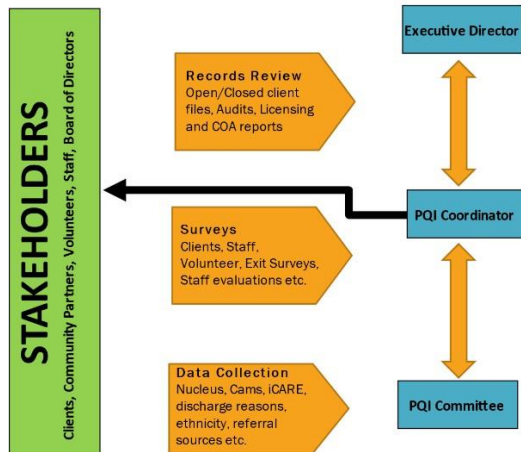 STAKEHOLDERS
Clients, Community Partners, Volunteers, Staff, Board of Directors
Records Review
Open/Closed client
files, Audits, Licensing
and COA reports
Surveys
Clients, Staff,
Volunteer, Exit Surveys,
Staff evaluations etc.
Data Collection
Nucleus, Cams, iCARE,
discharge reasons,
ethnicity, referral
sources etc.
Executive Director
PQI Coordinator
PQI Committee